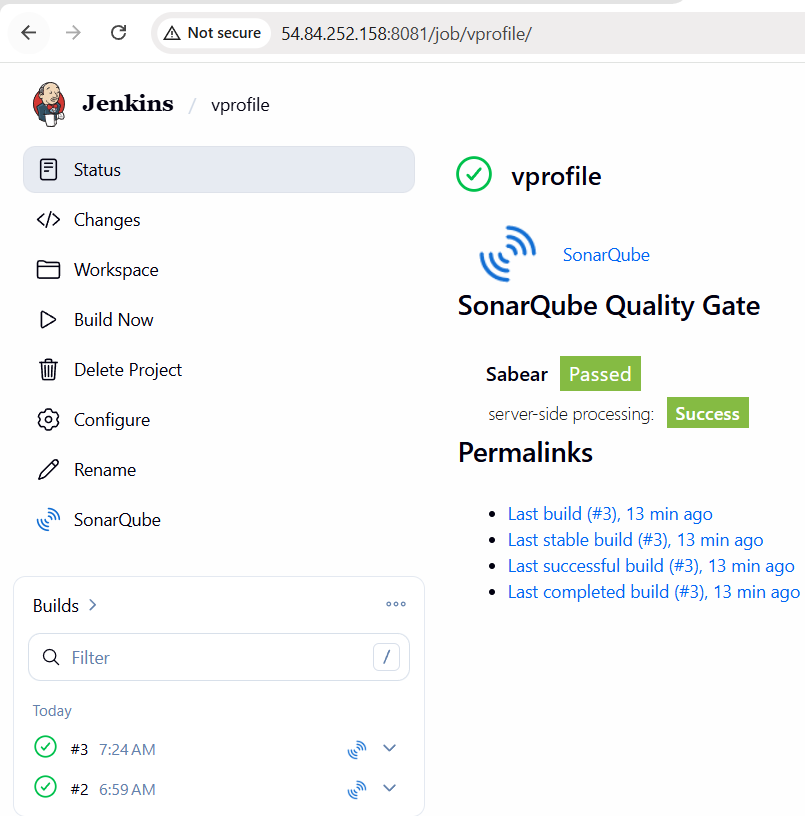 Not secure 54.84.252.158:8081/job/vprofile/
Jenkins / vprofile
Status
Changes
Workspace
Build Now
Delete Project
Configure
Rename
SonarQube
Builds
Filter /
Today
#3 7:24 AM
#2 6:59 AM
vprofile
SonarQube
SonarQube Quality Gate
Sabear Passed
server-side processing: Success
Permalinks
Last build (#3), 13 min ago
Last stable build (#3), 13 min ago
Last successful build (#3), 13 min ago
Last completed build (#3), 13 min ago